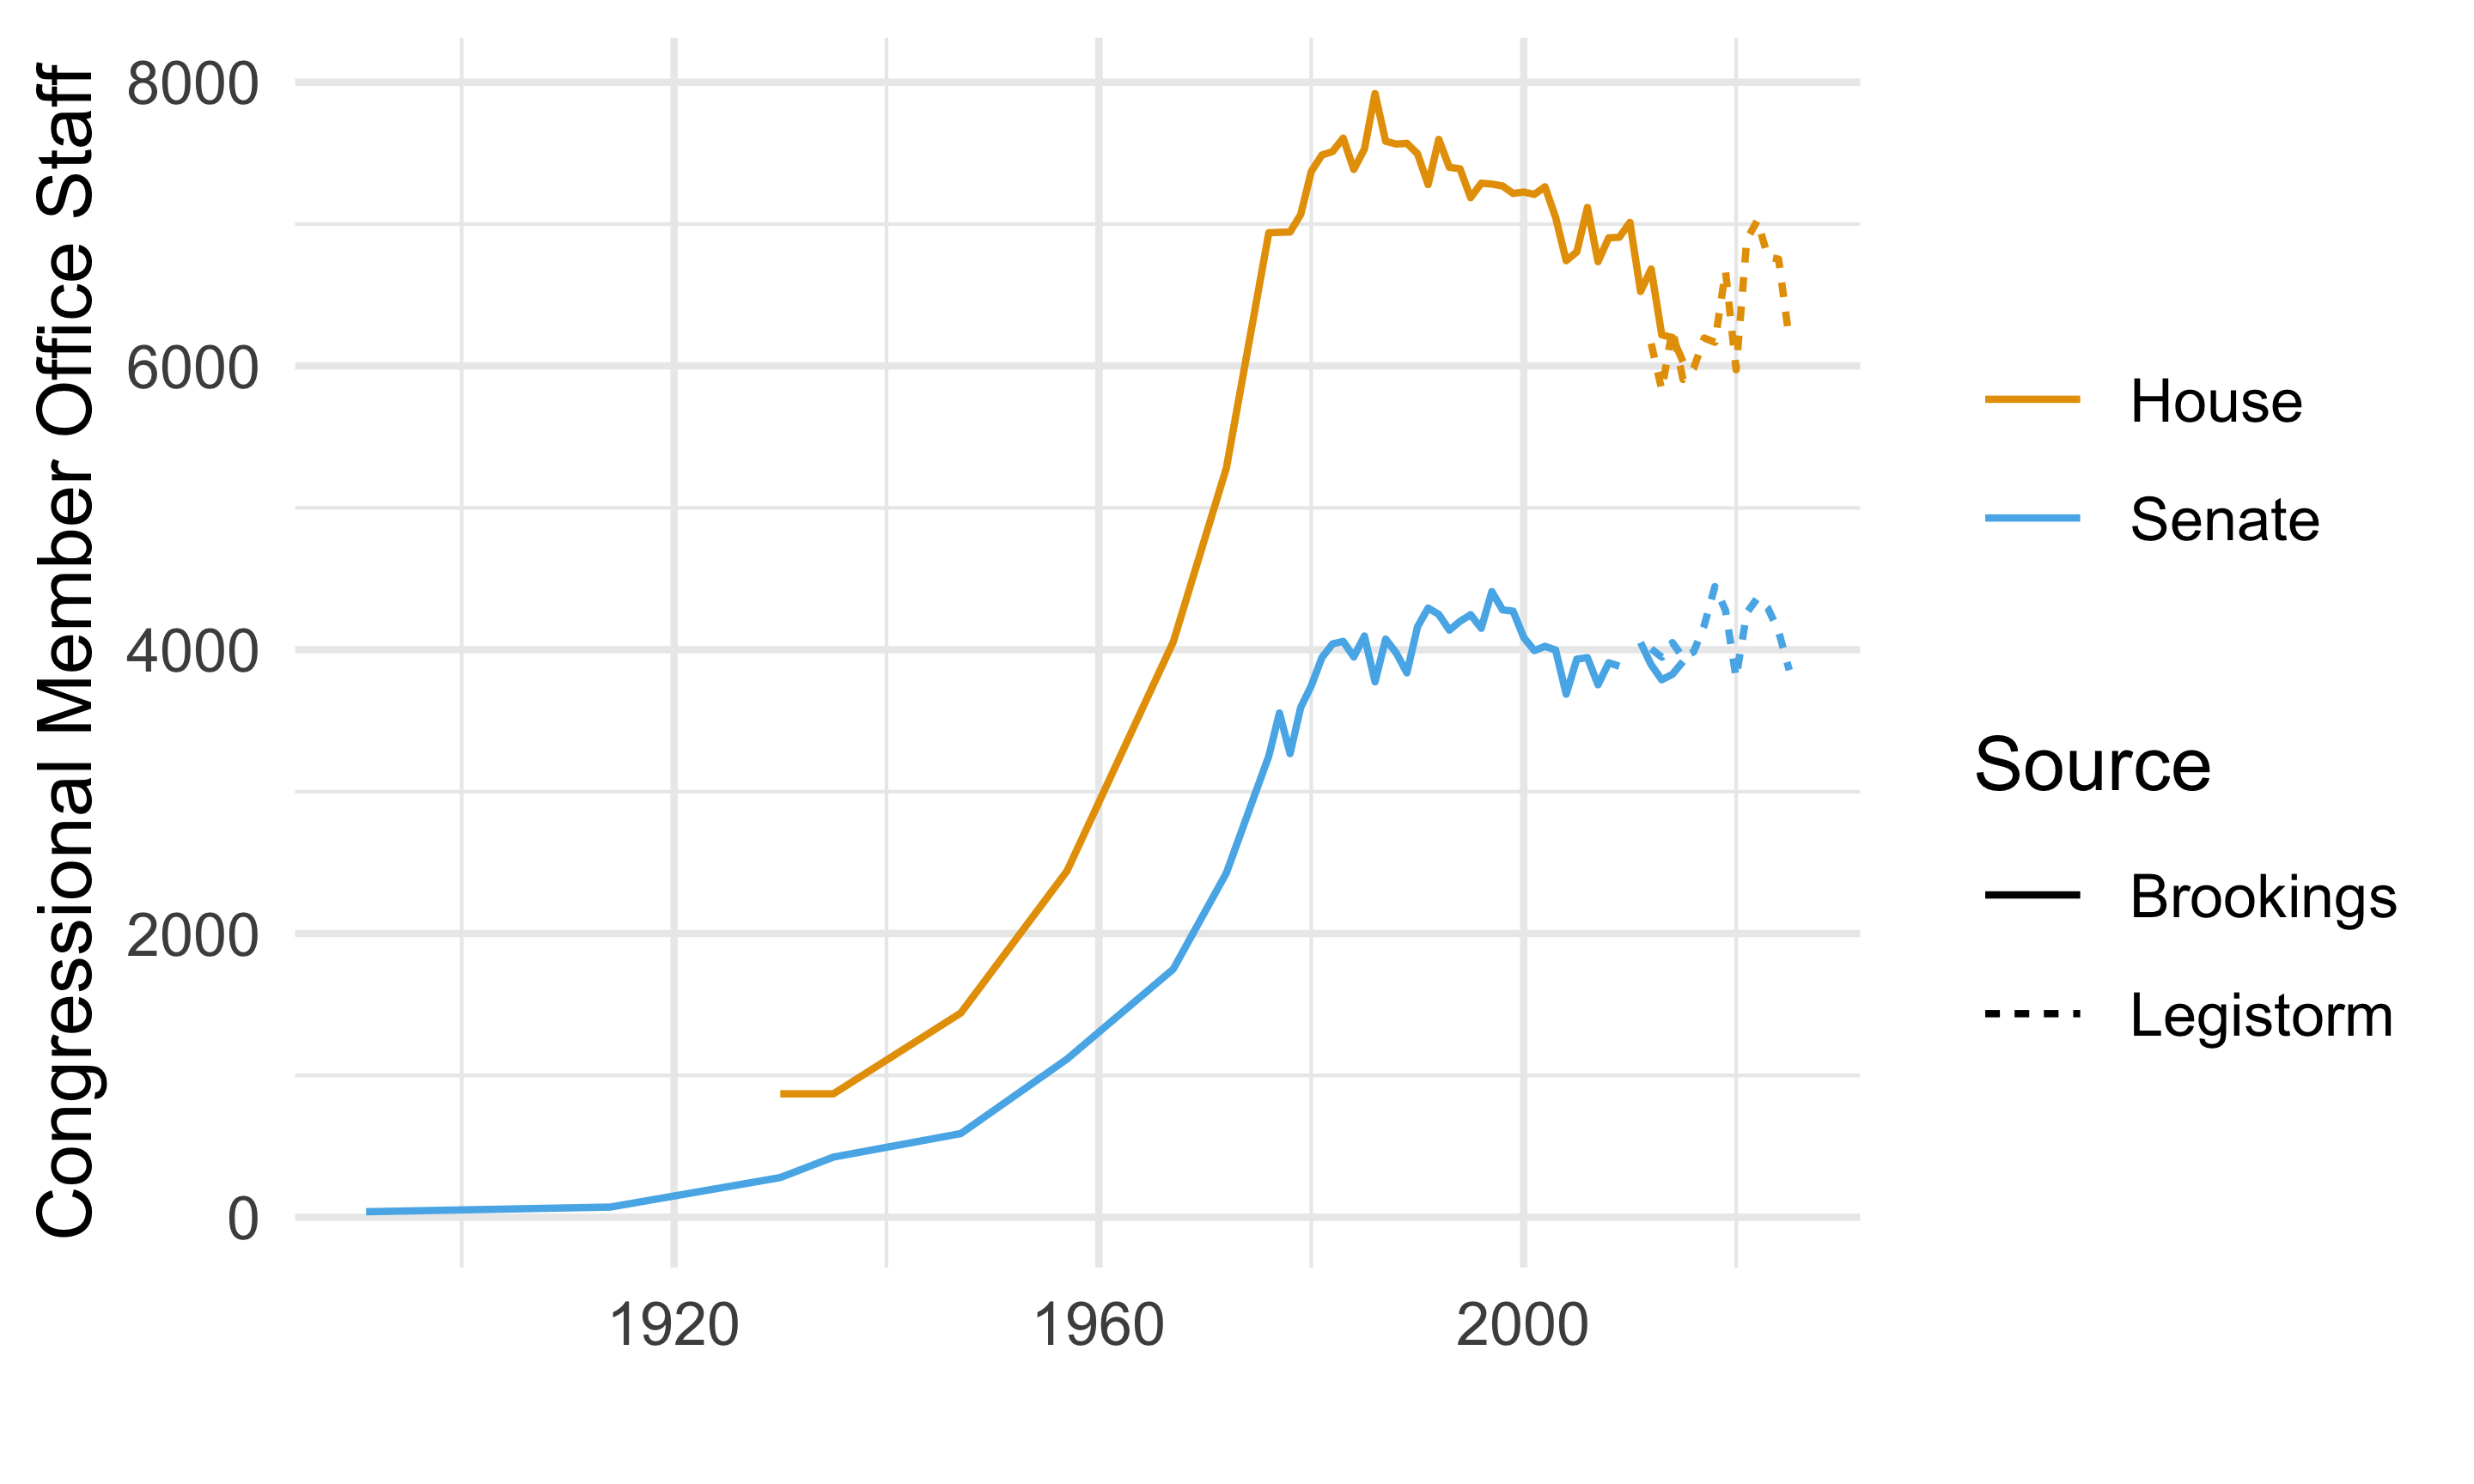 Congressional Member Office Staff
8000
6000
4000
2000
0
1920
1960
2000
House
Senate
Source
Brookings
Legistorm